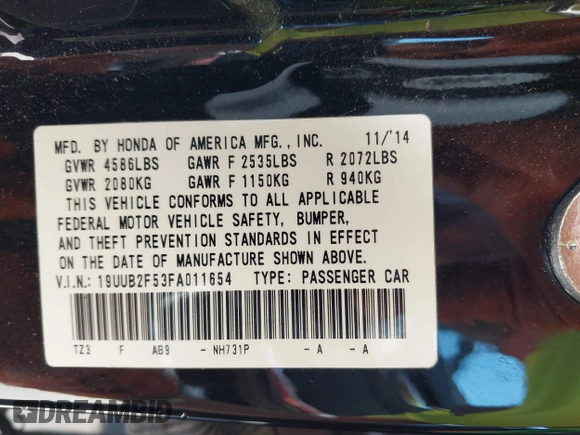 MFD. BY HONDA OF AMERICA MFG., INC. 11/'14
GVWR 4586LBS GAWR F 2535LBS R 2072LBS
GVWR 2080KG GAWR F 1150KG R 940KG
THIS VEHICLE CONFORMS TO ALL APPLICABLE
FEDERAL MOTOR VEHICLE SAFETY, BUMPER,
AND THEFT PREVENTION STANDARDS IN EFFECT
ON THE DATE OF MANUFACTURE SHOWN ABOVE.
V.I.N.: 19UUB2F53FA011654 TYPE: PASSENGER CAR
TZ3 F AB9 - NH731P - A - A
DREAMBID